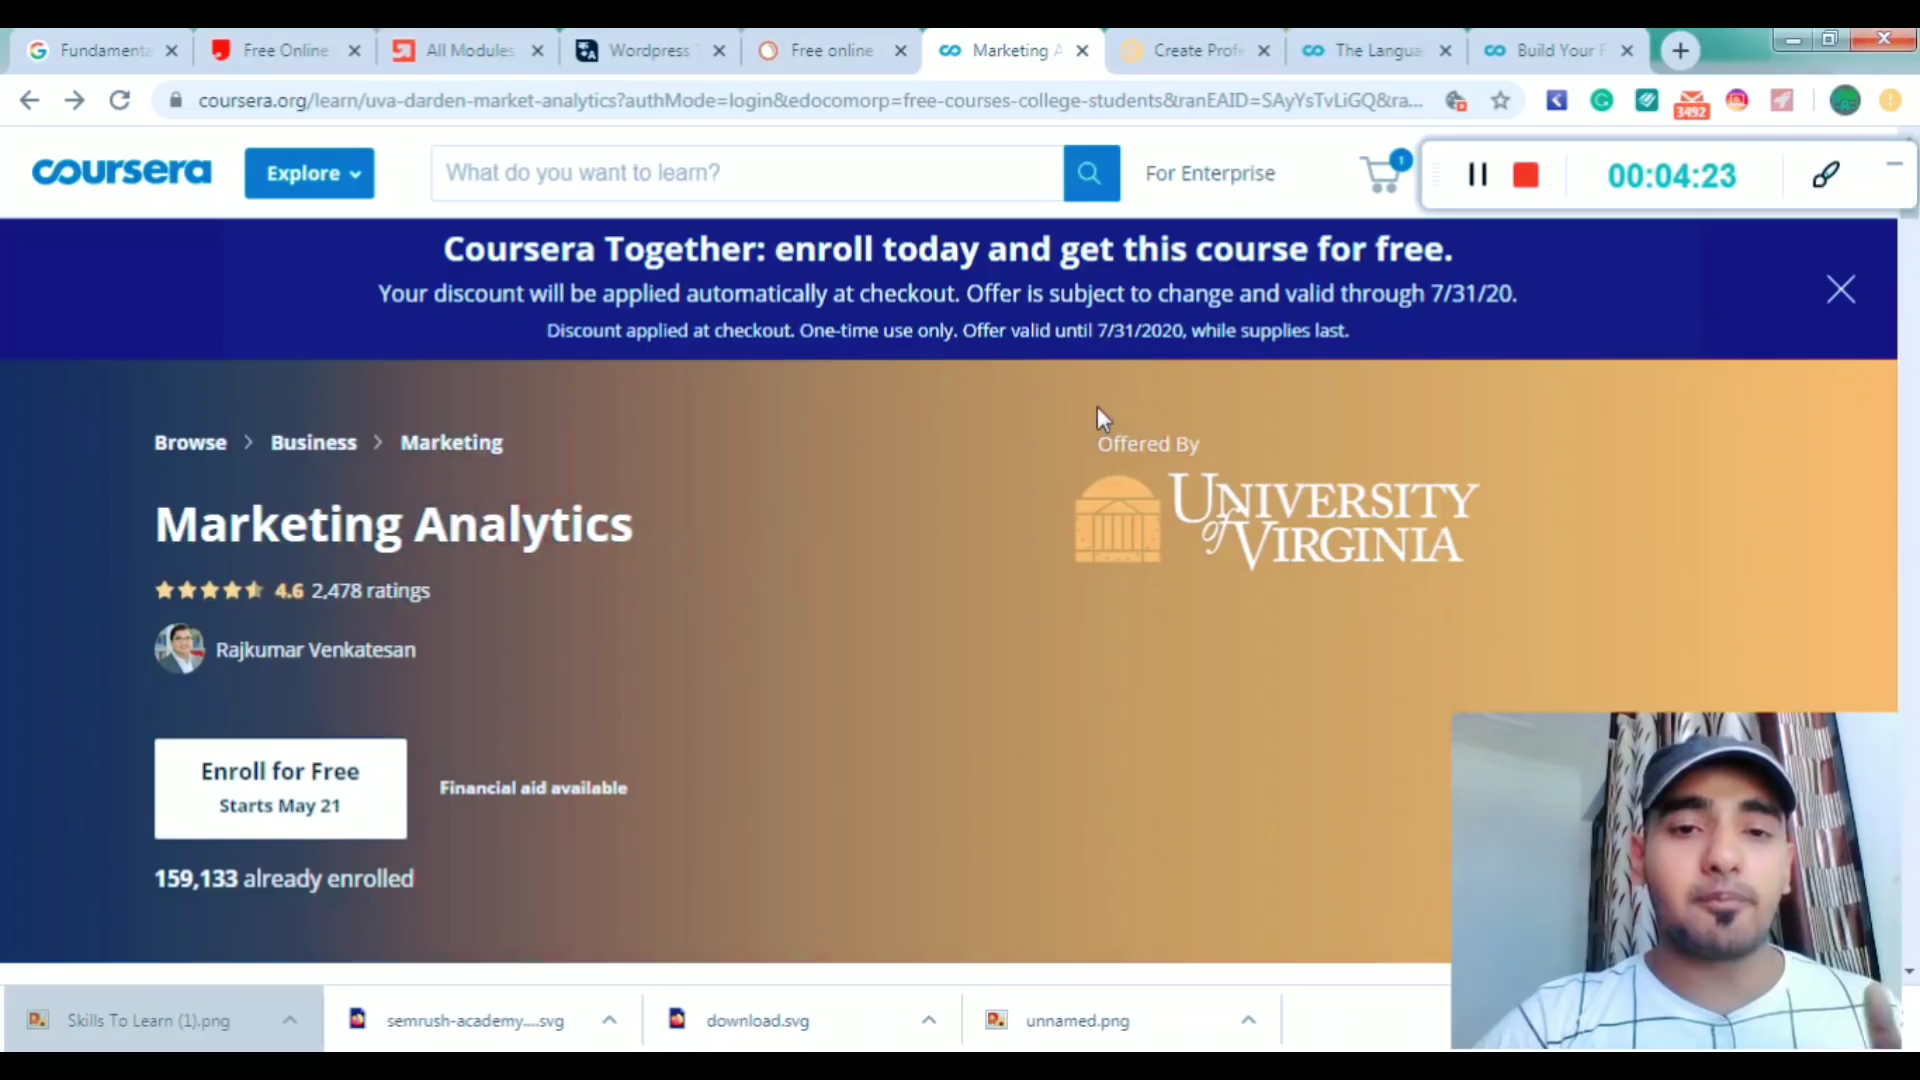 Fundamenta
Free Online
All Modules
Wordpress T
Free online
Marketing A
Create Profe
The Langua
Build Your F
coursera.org/learn/uva-darden-market-analytics?authMode=login&edocomorp=free-courses-college-students&ranEAID=SAyYsTvLiGQ&ra...
3492
coursera
Explore
What do you want to learn?
For Enterprise
1
00:04:23
Coursera Together: enroll today and get this course for free.
Your discount will be applied automatically at checkout. Offer is subject to change and valid through 7/31/20.
Discount applied at checkout. One-time use only. Offer valid until 7/31/2020, while supplies last.
Browse > Business > Marketing
Offered By
UNIVERSITY
of VIRGINIA
Marketing Analytics
4.6 2,478 ratings
Rajkumar Venkatesan
Enroll for Free
Starts May 21
Financial aid available
159,133 already enrolled
Skills To Learn (1).png
semrush-academy....svg
download.svg
unnamed.png